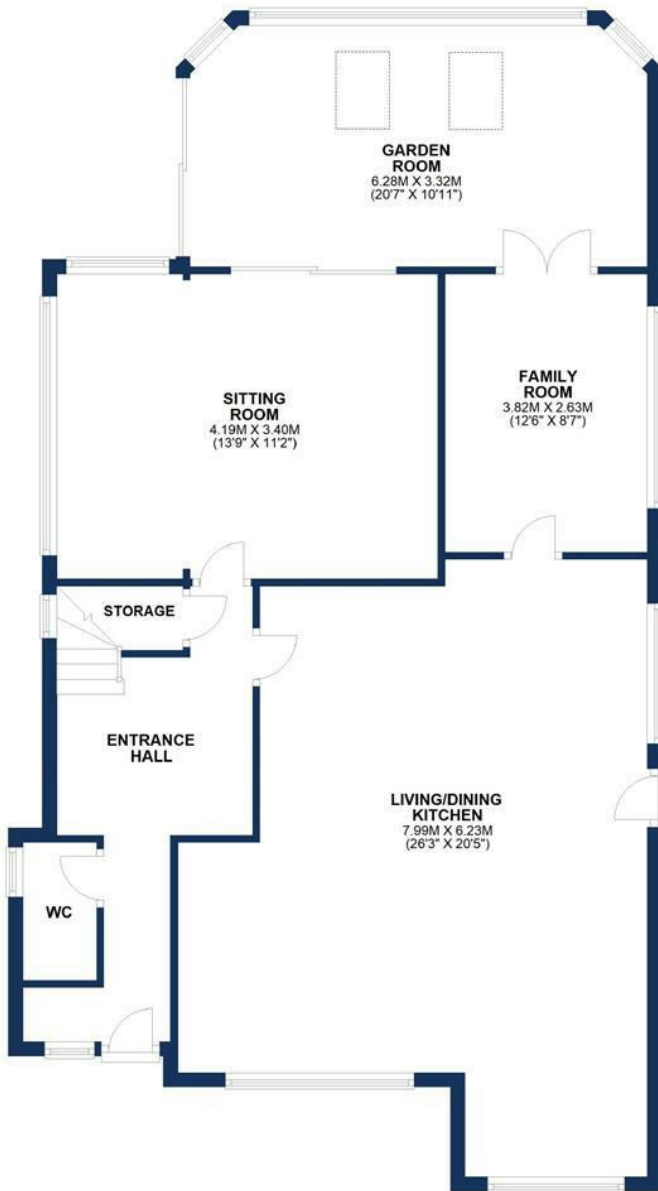 GARDEN
ROOM
6.28M X 3.32M
(20'7" X 10'11")
SITTING
ROOM
4.19M X 3.40M
(13'9" X 11'2")
FAMILY
ROOM
3.82M X 2.63M
(12'6" X 8'7")
STORAGE
ENTRANCE
HALL
LIVING/DINING
KITCHEN
7.99M X 6.23M
(26'3" X 20'5")
WC